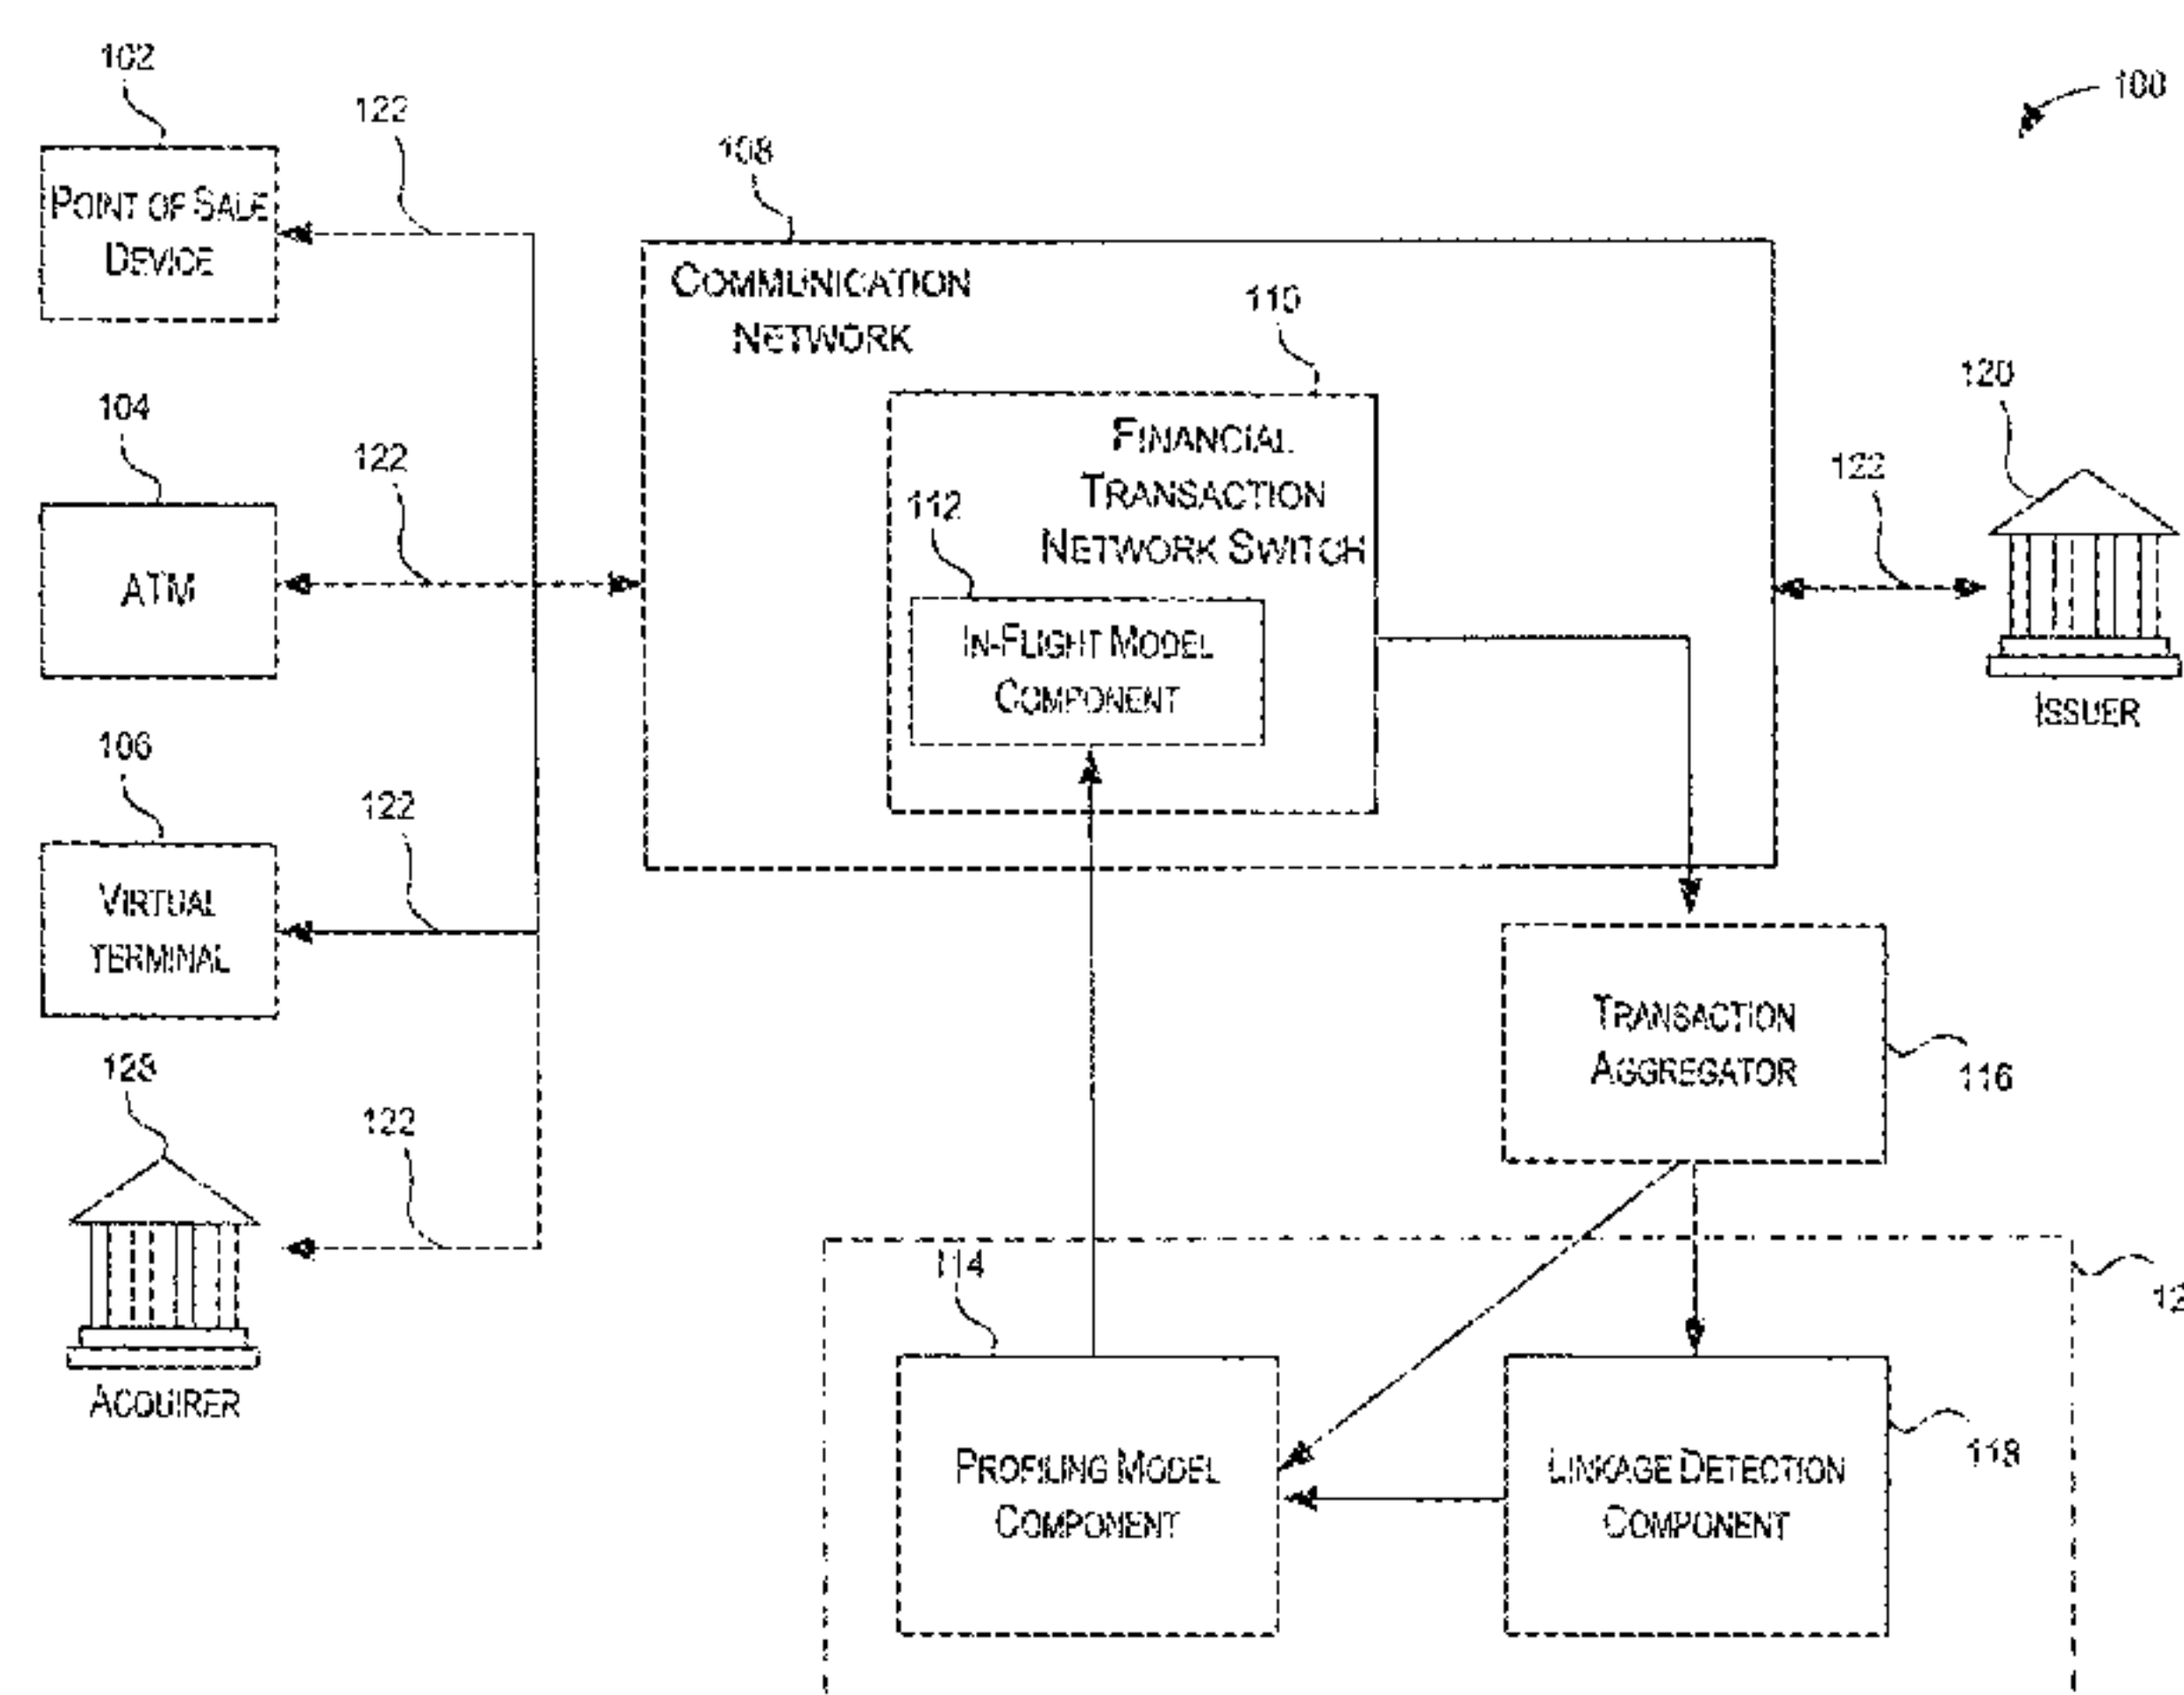 102
122
100
108
POINT OF SALE
DEVICE
COMMUNICATION
NETWORK
110
120
104
122
FINANCIAL
TRANSACTION
NETWORK SWITCH
122
112
ATM
IN-FLIGHT MODEL
COMPONENT
ISSUER
106
122
VIRTUAL
TERMINAL
TRANSACTION
AGGREGATOR
116
128
122
114
ACQUIRER
PROFILING MODEL
COMPONENT
LINKAGE DETECTION
COMPONENT
118